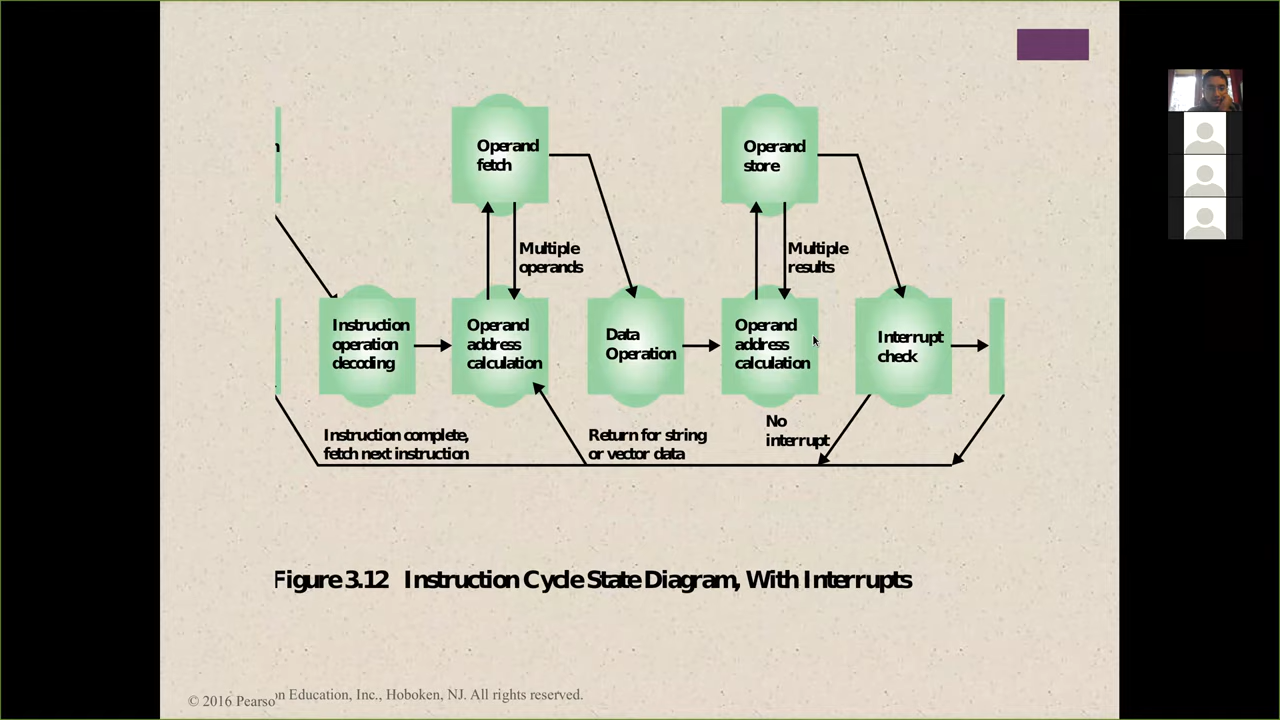 Operand
fetch
Operand
store
Multiple
operands
Multiple
results
Instruction
operation
decoding
Operand
address
calculation
Data
Operation
Operand
address
calculation
Interrupt
check
Instruction complete,
fetch next instruction
Return for string
or vector data
No
interrupt
Figure 3.12 Instruction Cycle State Diagram, With Interrupts
© 2016 Pearson Education, Inc., Hoboken, NJ. All rights reserved.